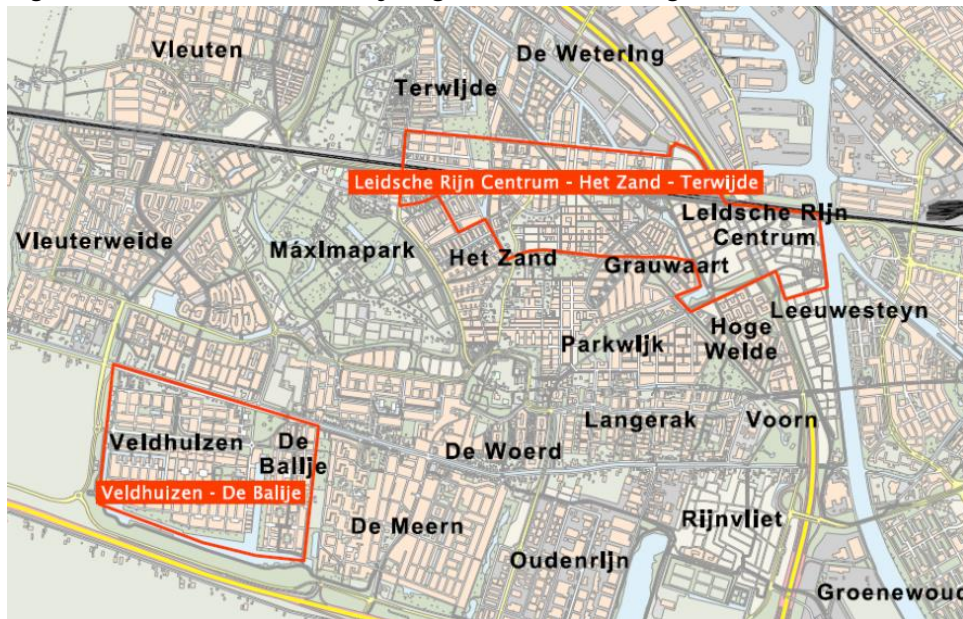 Vleuten
De Wetering
Terwijde
Leidsche Rijn Centrum - Het Zand - Terwijde
Leidsche Rijn
Centrum
Vleuterweide
Máximapark
Het Zand
Grauwaart
Leeuwesteyn
Hoge
Weide
Parkwijk
Langerak
Voorn
Veldhuizen
De
Balije
De Woerd
Veldhuizen - De Balije
De Meern
Rijnvliet
Oudenrijn
Groenewoud